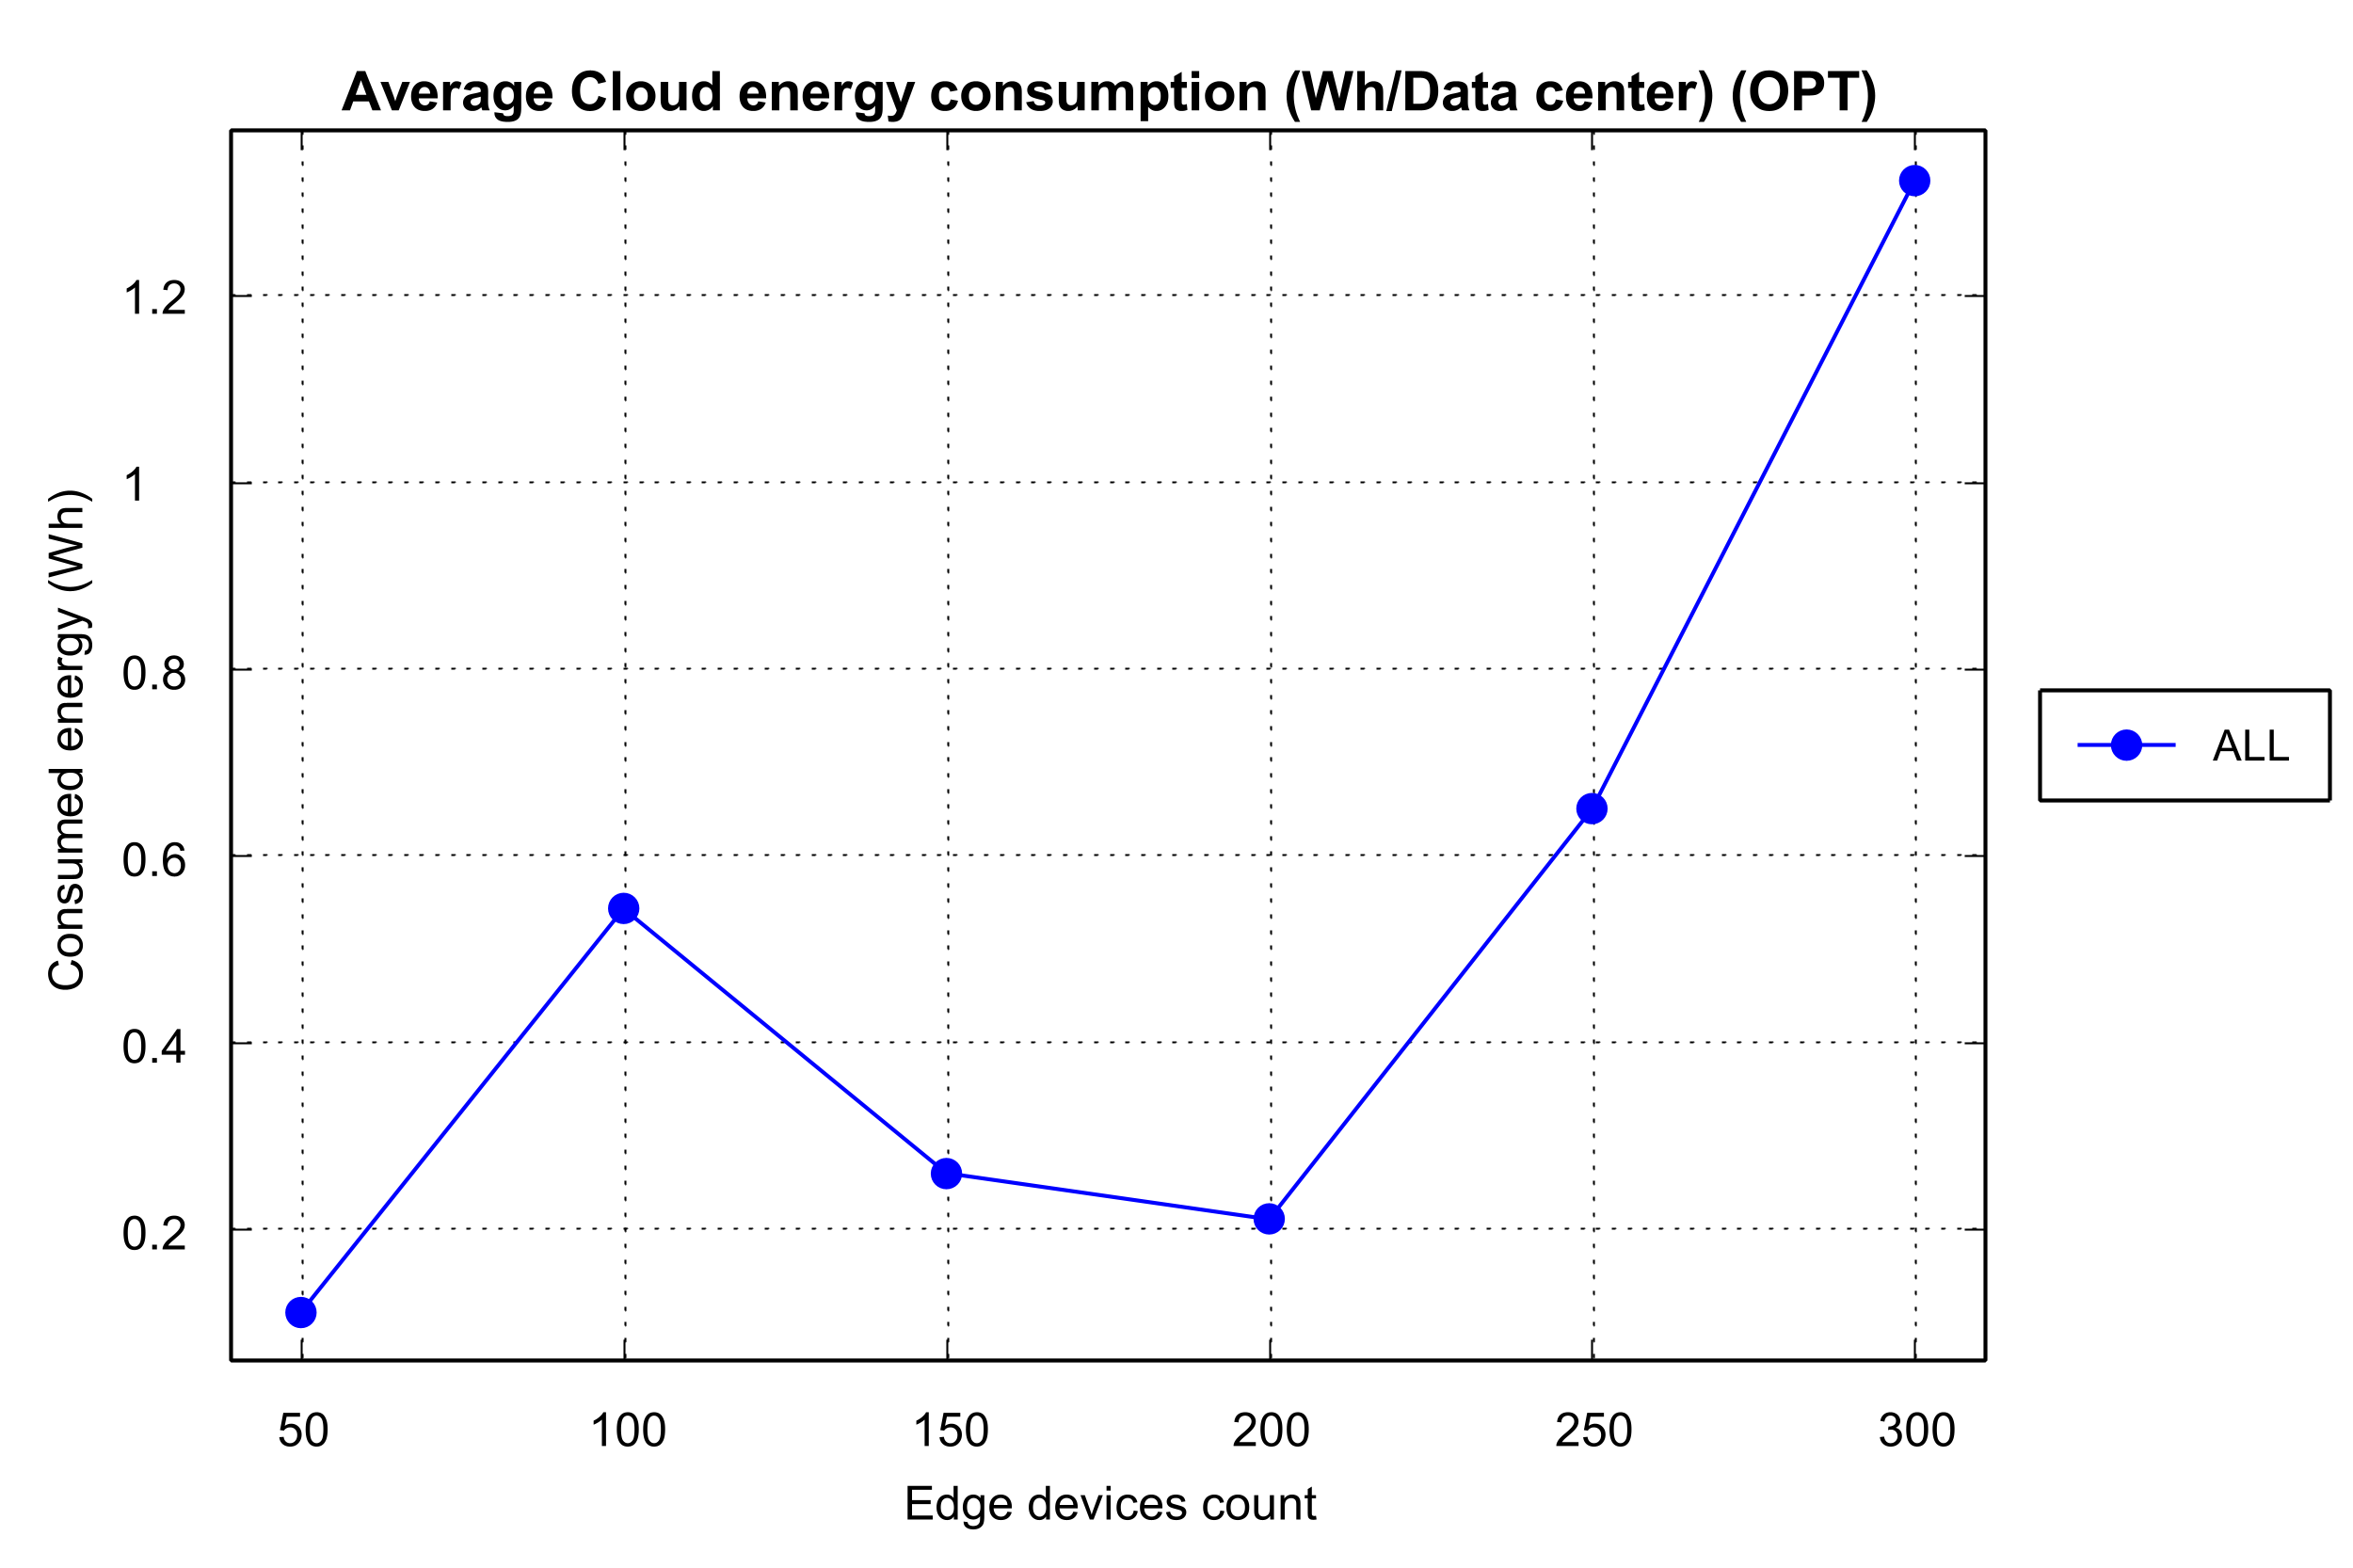 Average Cloud energy consumption (Wh/Data center) (OPT)
1.2
1
0.8
0.6
0.4
0.2
Consumed energy (Wh)
ALL
50 100 150 200 250 300
Edge devices count